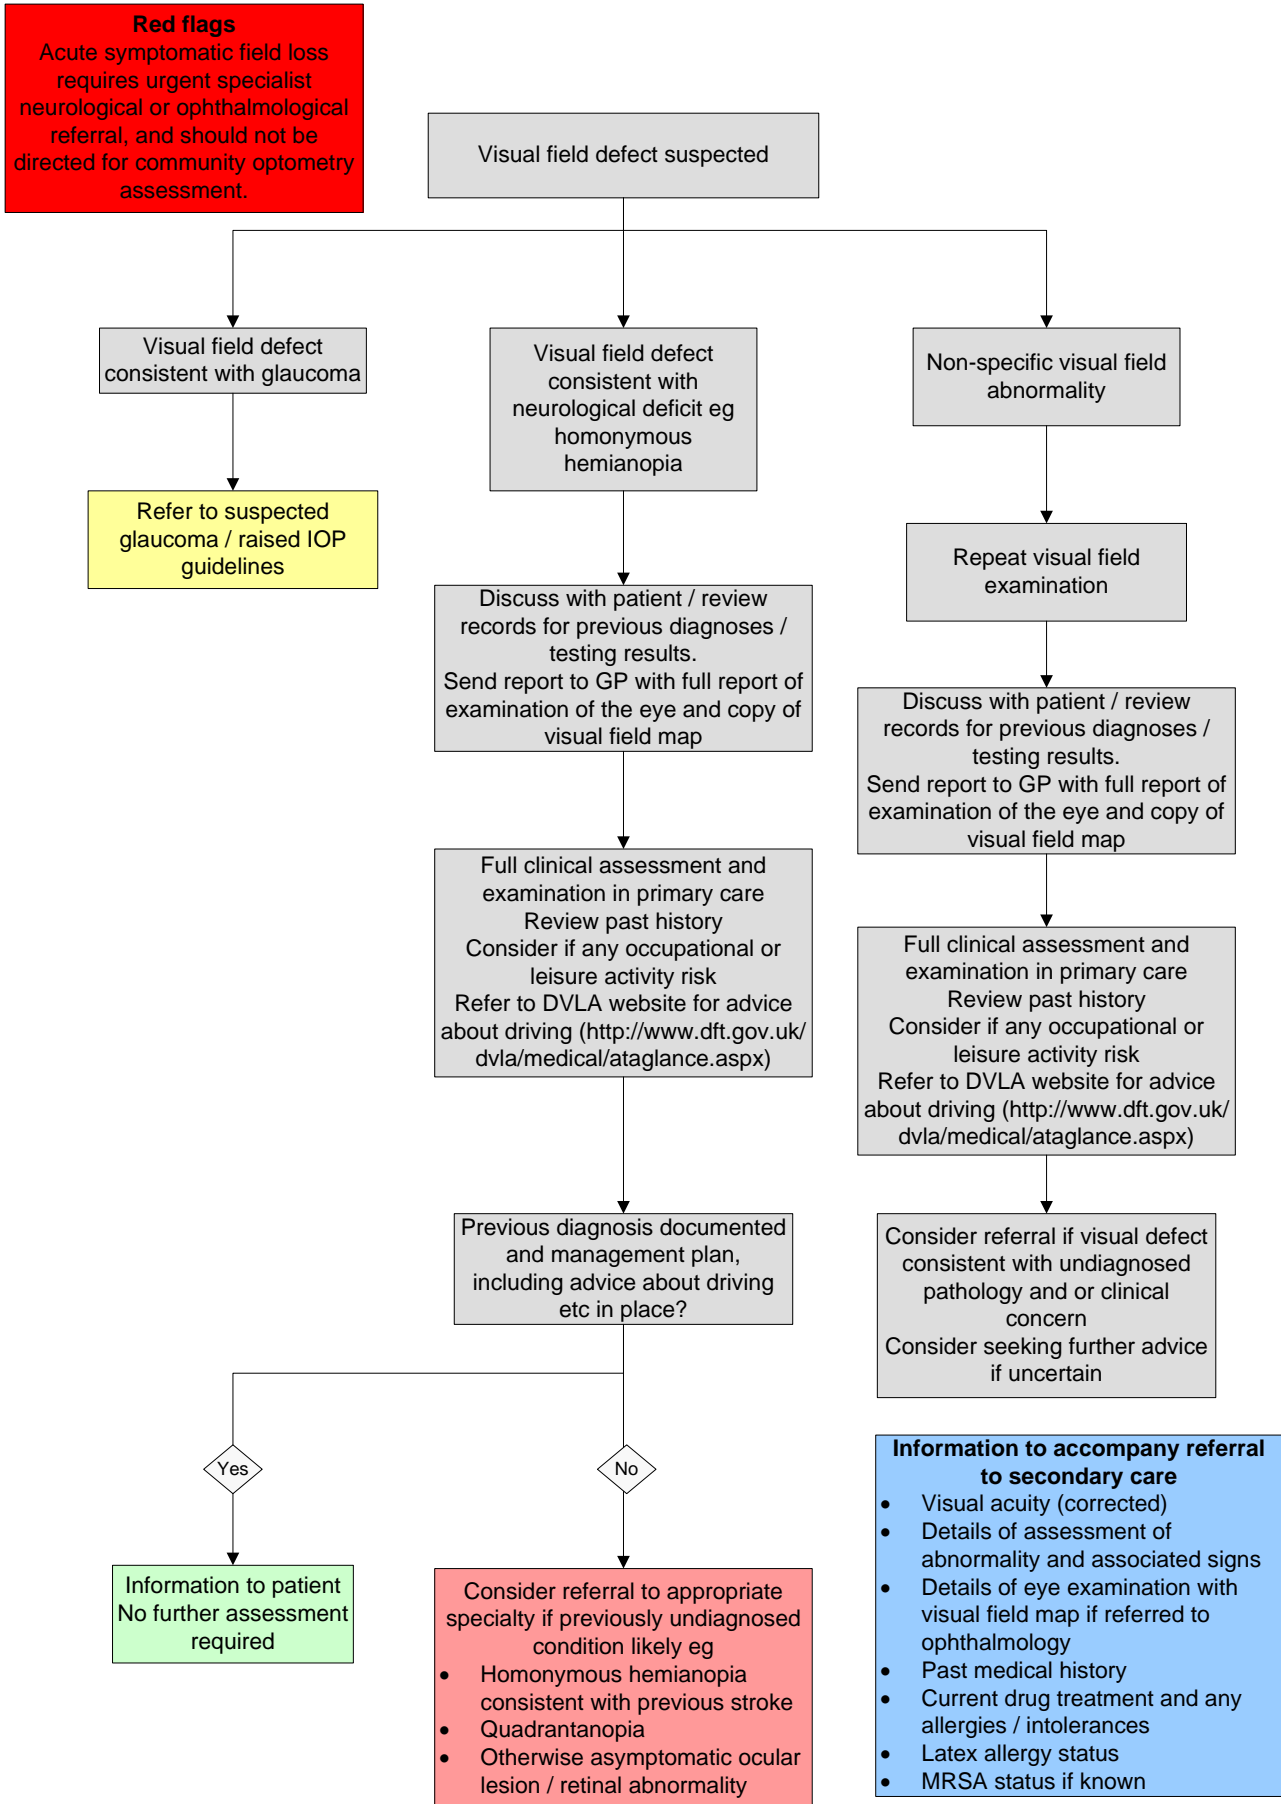 Red flags
Acute symptomatic field loss
requires urgent specialist
neurological or ophthalmological
referral, and should not be
directed for community optometry
assessment.
Visual field defect suspected
Visual field defect
consistent with glaucoma
Refer to suspected
glaucoma / raised IOP
guidelines
Visual field defect
consistent with
neurological deficit eg
homonymous
hemianopia
Discuss with patient / review
records for previous diagnoses /
testing results.
Send report to GP with full report of
examination of the eye and copy of
visual field map
Full clinical assessment and
examination in primary care
Review past history
Consider if any occupational or
leisure activity risk
Refer to DVLA website for advice
about driving (http://www.dft.gov.uk/
dvla/medical/ataglance.aspx)
Previous diagnosis documented
and management plan,
including advice about driving
etc in place?
Yes
No
Information to patient
No further assessment
required
Consider referral to appropriate
specialty if previously undiagnosed
condition likely eg
• Homonymous hemianopia
consistent with previous stroke
• Quadrantanopia
• Otherwise asymptomatic ocular
lesion / retinal abnormality
Non-specific visual field
abnormality
Repeat visual field
examination
Discuss with patient / review
records for previous diagnoses /
testing results.
Send report to GP with full report of
examination of the eye and copy of
visual field map
Full clinical assessment and
examination in primary care
Review past history
Consider if any occupational or
leisure activity risk
Refer to DVLA website for advice
about driving (http://www.dft.gov.uk/
dvla/medical/ataglance.aspx)
Consider referral if visual defect
consistent with undiagnosed
pathology and or clinical
concern
Consider seeking further advice
if uncertain
Information to accompany referral
to secondary care
• Visual acuity (corrected)
• Details of assessment of
abnormality and associated signs
• Details of eye examination with
visual field map if referred to
ophthalmology
• Past medical history
• Current drug treatment and any
allergies / intolerances
• Latex allergy status
• MRSA status if known